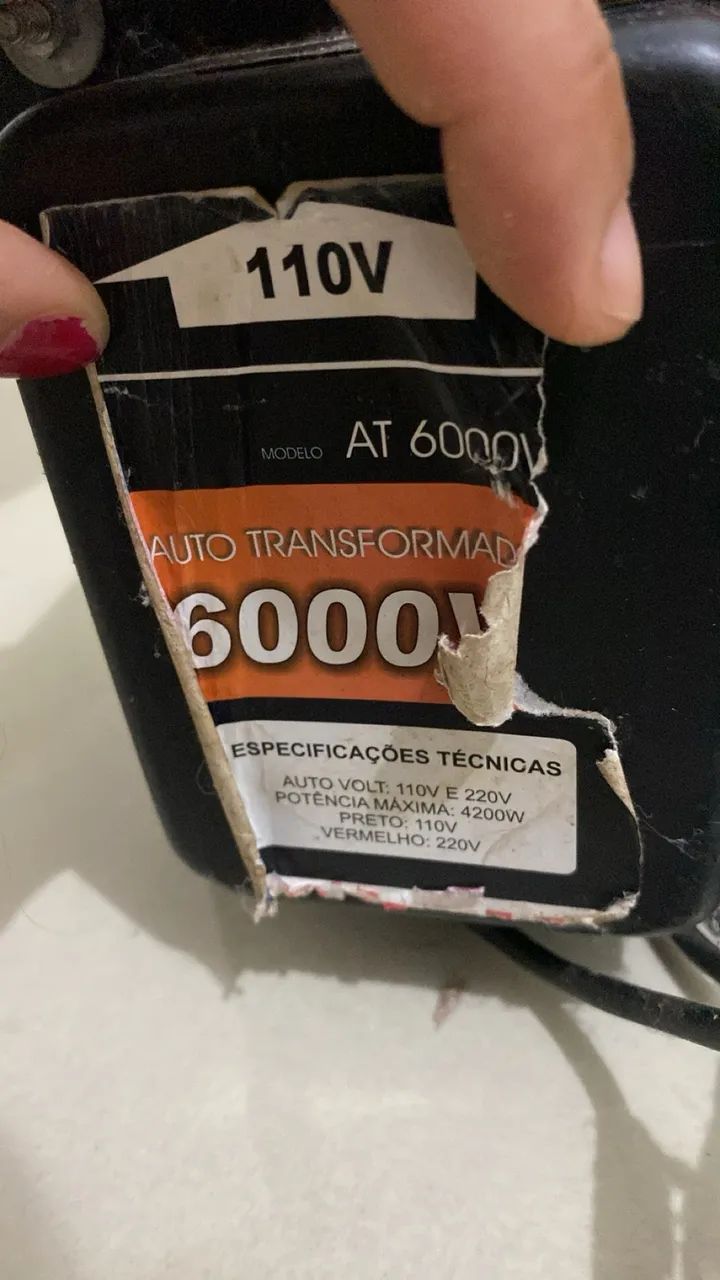 110V
MODELO AT 6000V
AUTO TRANSFORMAD
6000V
ESPECIFICAÇÕES TÉCNICAS
AUTO VOLT: 110V E 220V
POTÊNCIA MÁXIMA: 4200W
PRETO: 110V
VERMELHO: 220V